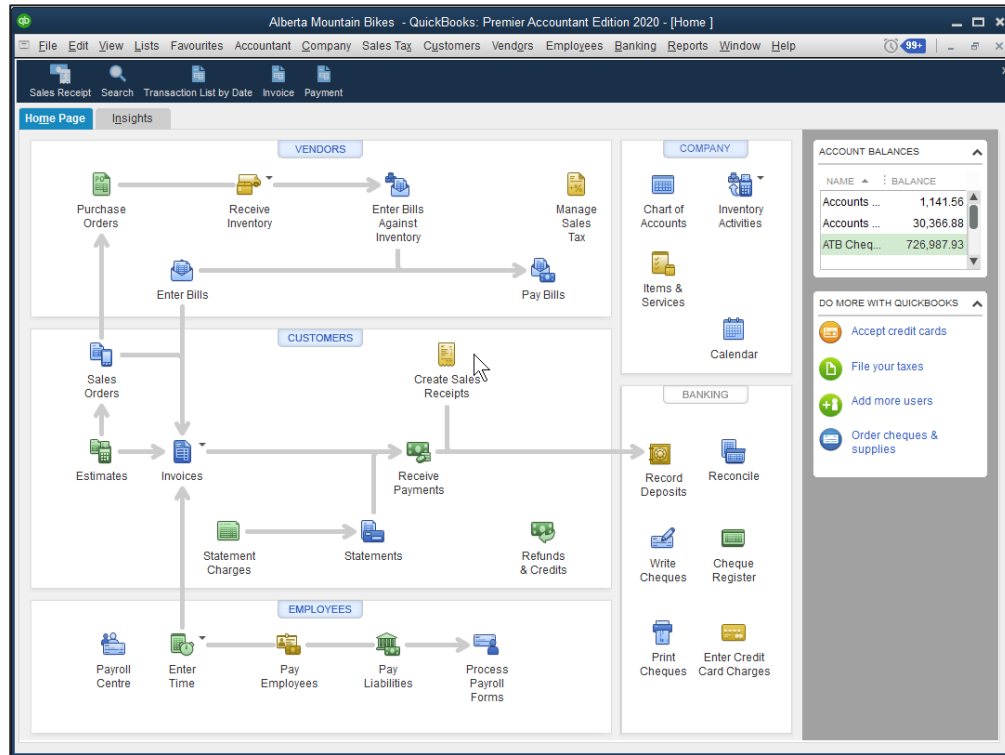 qb
Alberta Mountain Bikes - QuickBooks: Premier Accountant Edition 2020 - [Home ]
File Edit View Lists Favourites Accountant Company Sales Tax Customers Vendors Employees Banking Reports Window Help
99+
Sales Receipt Search Transaction List by Date Invoice Payment
Home Page Insights
VENDORS
Purchase
Orders
Receive
Inventory
Enter Bills
Against
Inventory
Manage
Sales
Tax
Enter Bills
Pay Bills
CUSTOMERS
Sales
Orders
Create Sales
Receipts
Estimates
Invoices
Receive
Payments
Statement
Charges
Statements
Refunds
& Credits
EMPLOYEES
Payroll
Centre
Enter
Time
Pay
Employees
Pay
Liabilities
Process
Payroll
Forms
COMPANY
Chart of
Accounts
Inventory
Activities
Items &
Services
Calendar
BANKING
Record
Deposits
Reconcile
Write
Cheques
Cheque
Register
Print
Cheques
Enter Credit
Card Charges
ACCOUNT BALANCES
NAME BALANCE
Accounts ... 1,141.56
Accounts ... 30,366.88
ATB Cheq... 726,987.93
DO MORE WITH QUICKBOOKS
Accept credit cards
File your taxes
Add more users
Order cheques &
supplies